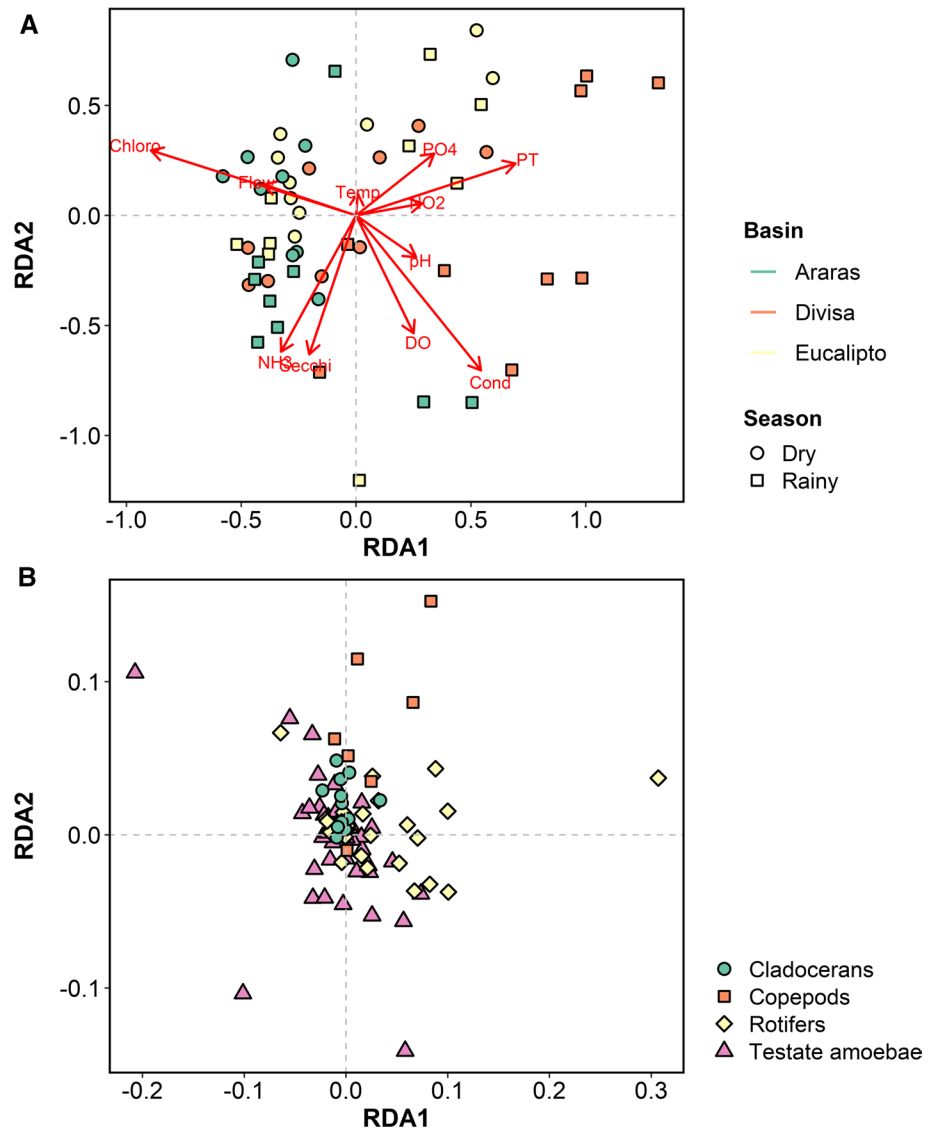 A
0.5
0.0
-0.5
-1.0
RDA2
Chloro
Flow
Temp
PO4
PT
pH
DO
NH3
Secchi
Cond
-1.0 -0.5 0.0 0.5 1.0
RDA1
Basin
Araras
Divisa
Eucalipto
Season
Dry
Rainy
B
0.1
0.0
-0.1
RDA2
-0.2 -0.1 0.0 0.1 0.2 0.3
RDA1
Cladocerans
Copepods
Rotifers
Testate amoebae